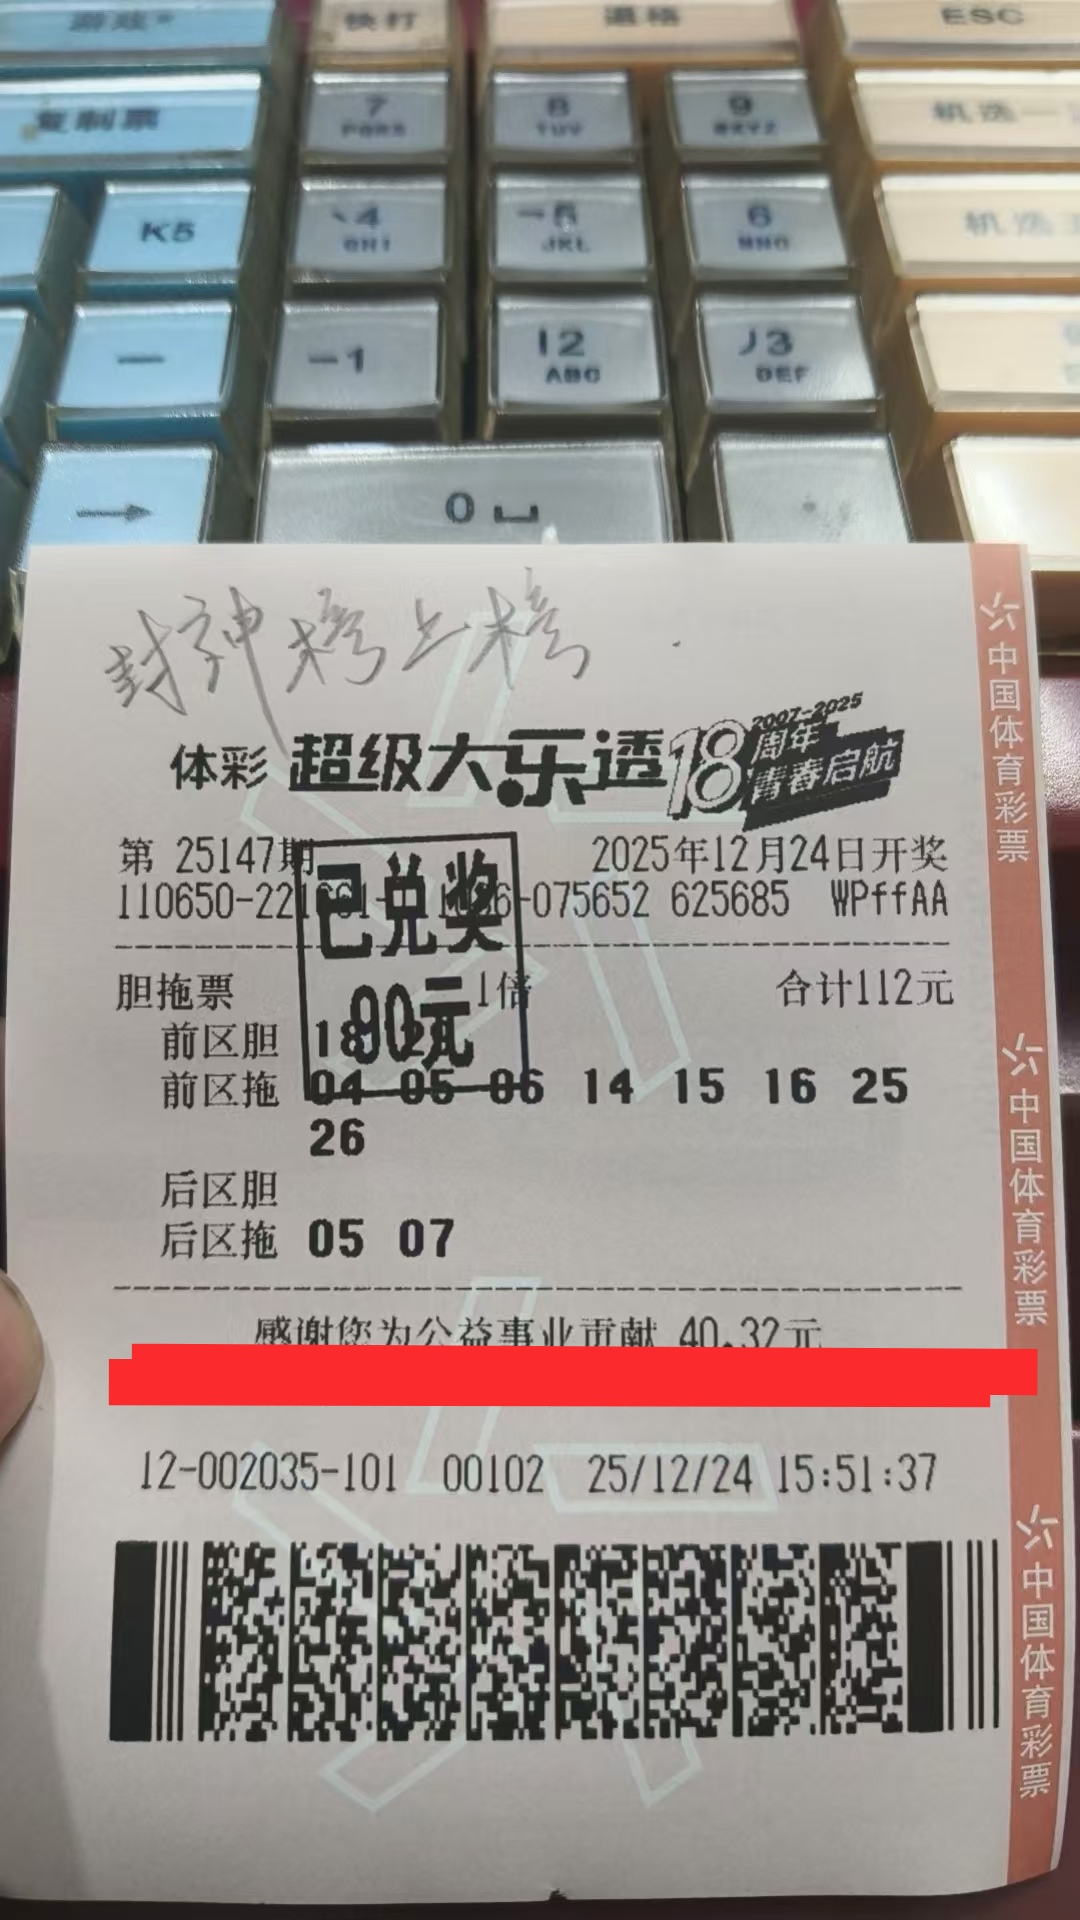 游戏*
快打
退格
ESC
复制票
7
PQRS
8
TUV
9
WXYZ
机选一
K5
4
GHI
5
JKL
6
MNO
机选
1
2
ABC
3
DEF
0
封神榜上榜
体彩 超级大乐透 18周年 2007-2025
青春启航
第 25147期 2025年12月24日开奖
-075652 625685 WPffAA
已兑奖
90元
胆拖票 1倍 合计112元
前区胆 18
前区拖 04 05 06 14 15 16 25
26
后区胆
后区拖 05 07
感谢您为公益事业贡献 40.32元
12-002035-101 00102 25/12/24 15:51:37
中国体育彩票
中国体育彩票
中国体育彩票